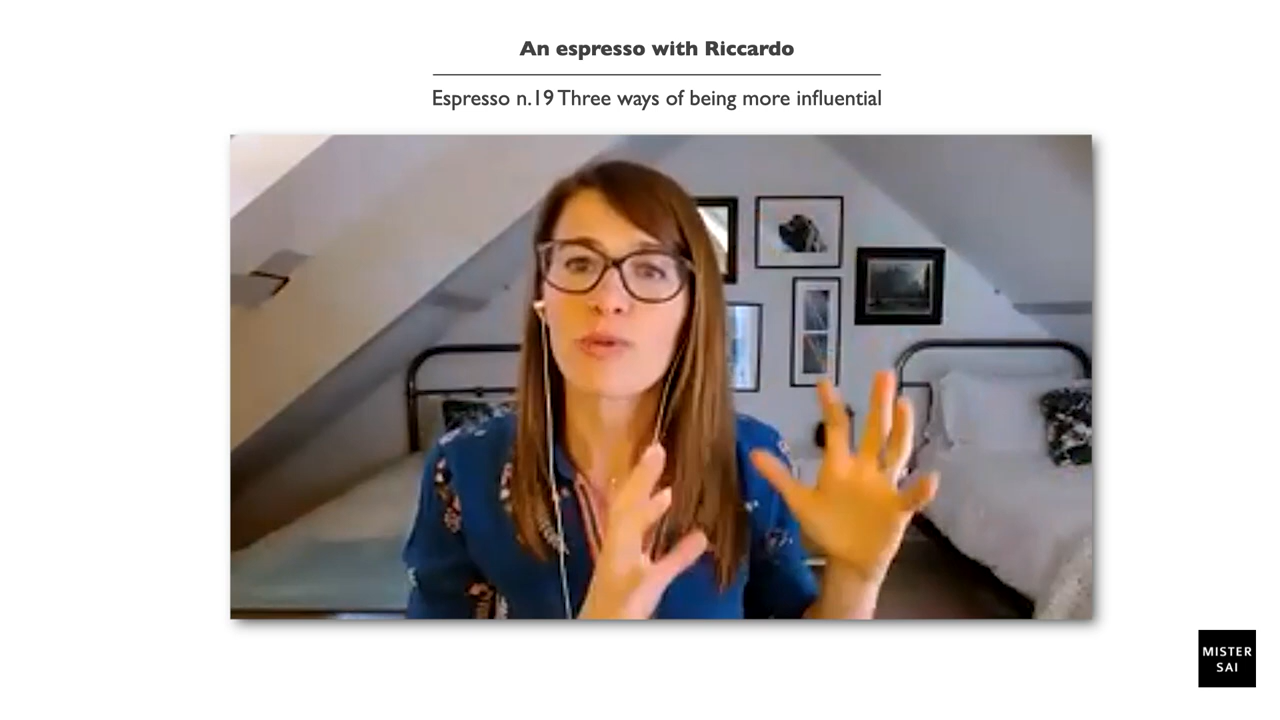 An espresso with Riccardo
Espresso n.19 Three ways of being more influential
MISTER
SAI